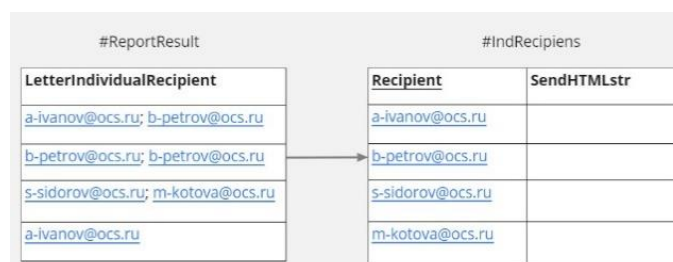 #ReportResult
#IndRecipiens
LetterIndividualRecipient
Recipient
SendHTMLstr
a-ivanov@ocs.ru; b-petrov@ocs.ru
a-ivanov@ocs.ru
b-petrov@ocs.ru; b-petrov@ocs.ru
b-petrov@ocs.ru
s-sidorov@ocs.ru; m-kotova@ocs.ru
s-sidorov@ocs.ru
a-ivanov@ocs.ru
m-kotova@ocs.ru